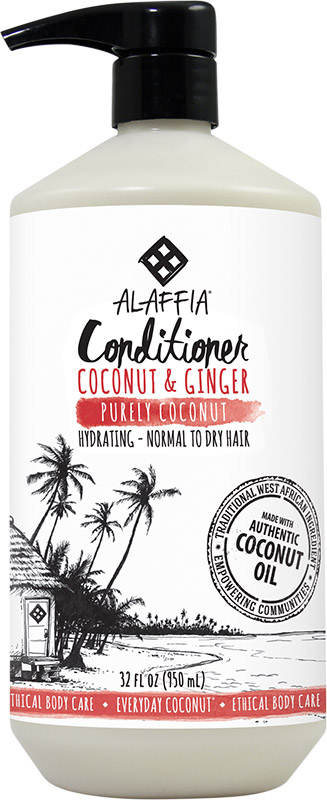 ALAFFIA®
Conditioner
COCONUT & GINGER
PURELY COCONUT
HYDRATING - NORMAL TO DRY HAIR
TRADITIONAL WEST AFRICAN INGREDIENT
MADE WITH
AUTHENTIC
COCONUT
OIL
• EMPOWERING COMMUNITIES •
32 FL OZ (950 mL)
THICAL BODY CARE • EVERYDAY COCONUT® • ETHICAL BODY CARE